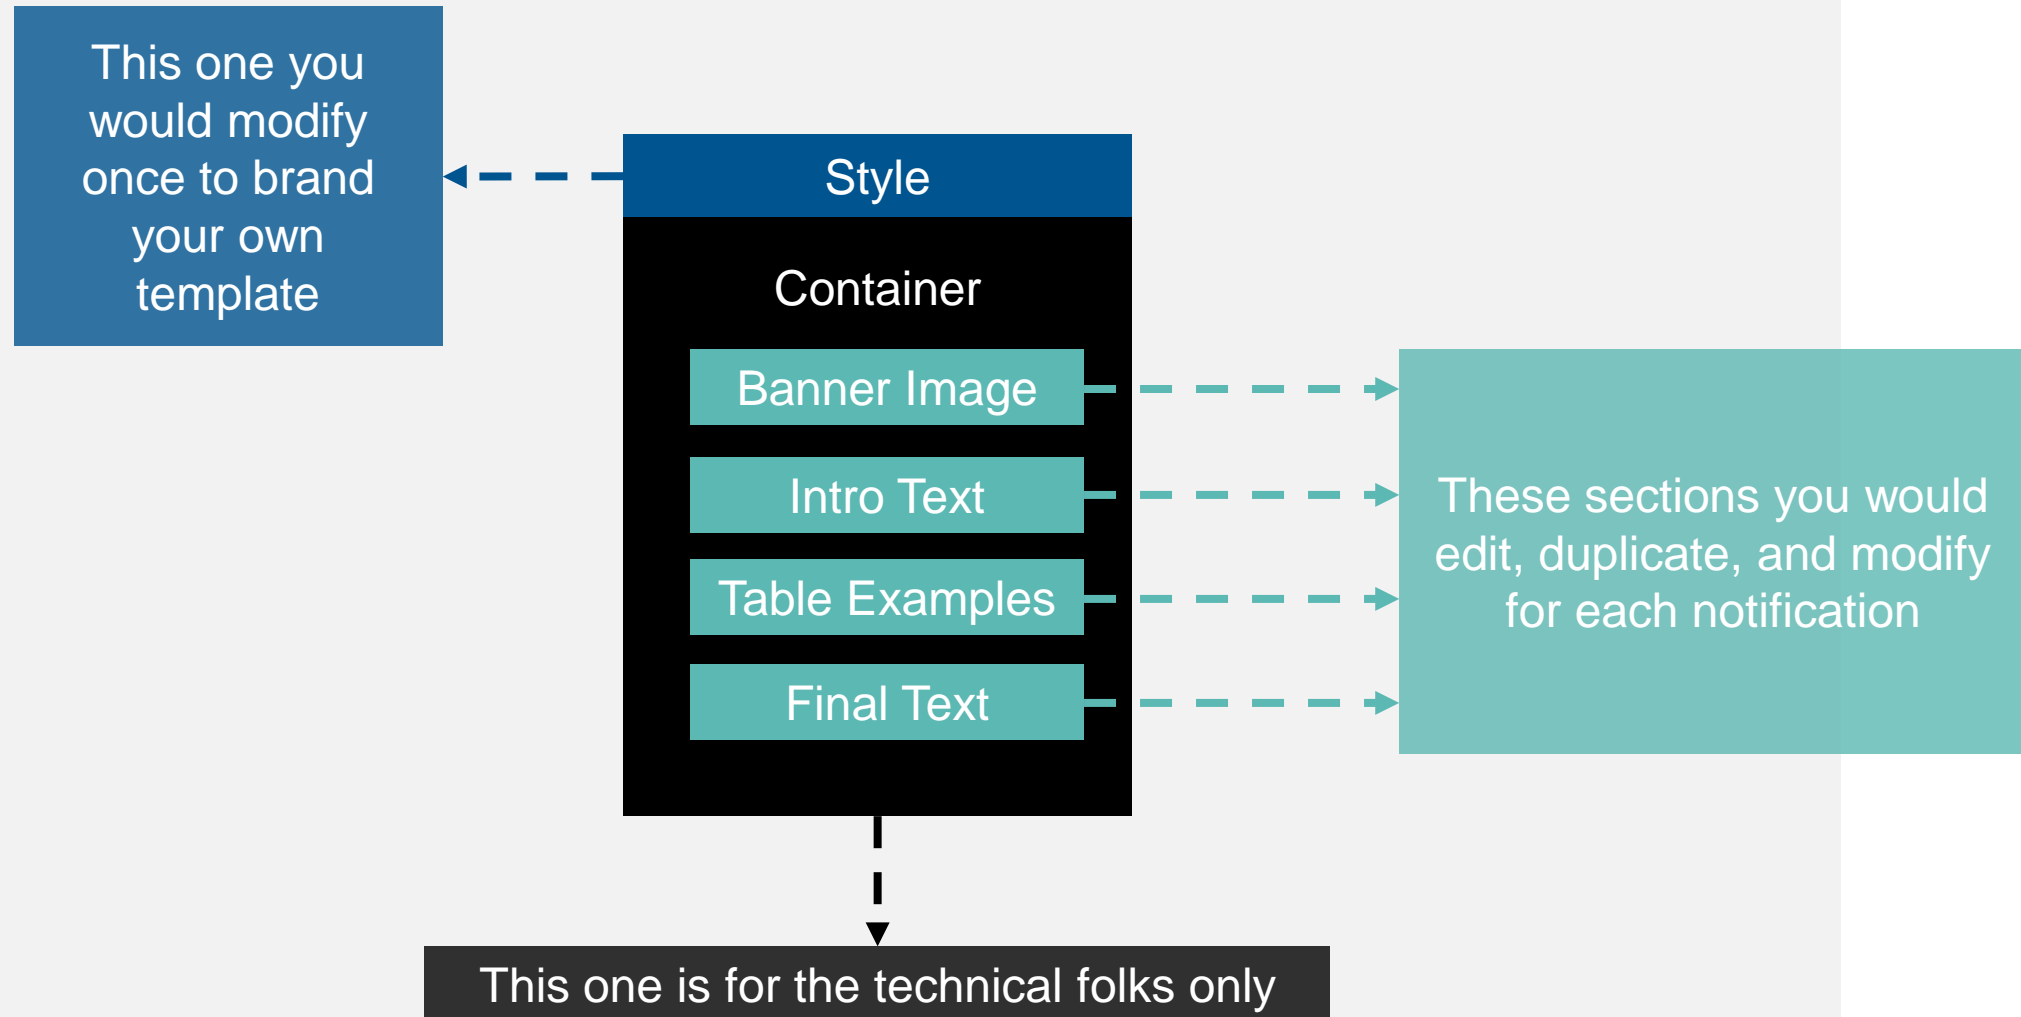 This one you
would modify
once to brand
your own
template
Style
Container
Banner Image
Intro Text
Table Examples
Final Text
These sections you would
edit, duplicate, and modify
for each notification
This one is for the technical folks only